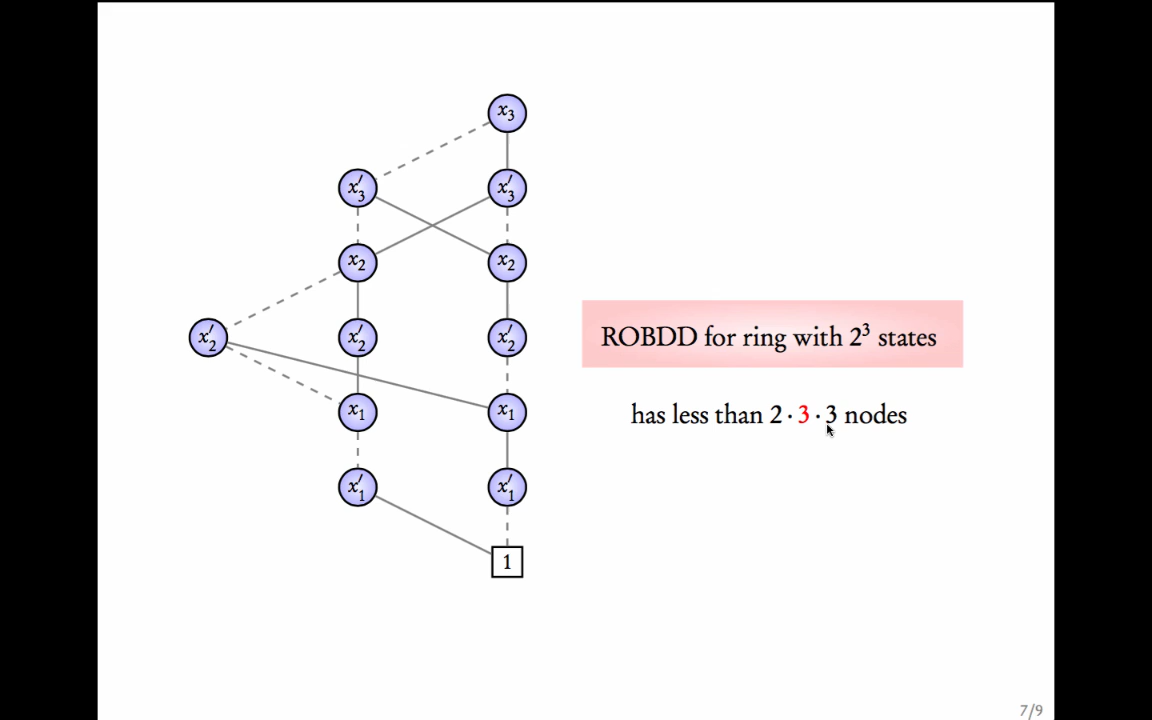 x₃
x′₃ x′₃
x₂ x₂
x′₂ x′₂ x′₂
x₁ x₁
x′₁ x′₁
1
ROBDD for ring with 2³ states
has less than 2 · 3 · 3 nodes
7/9